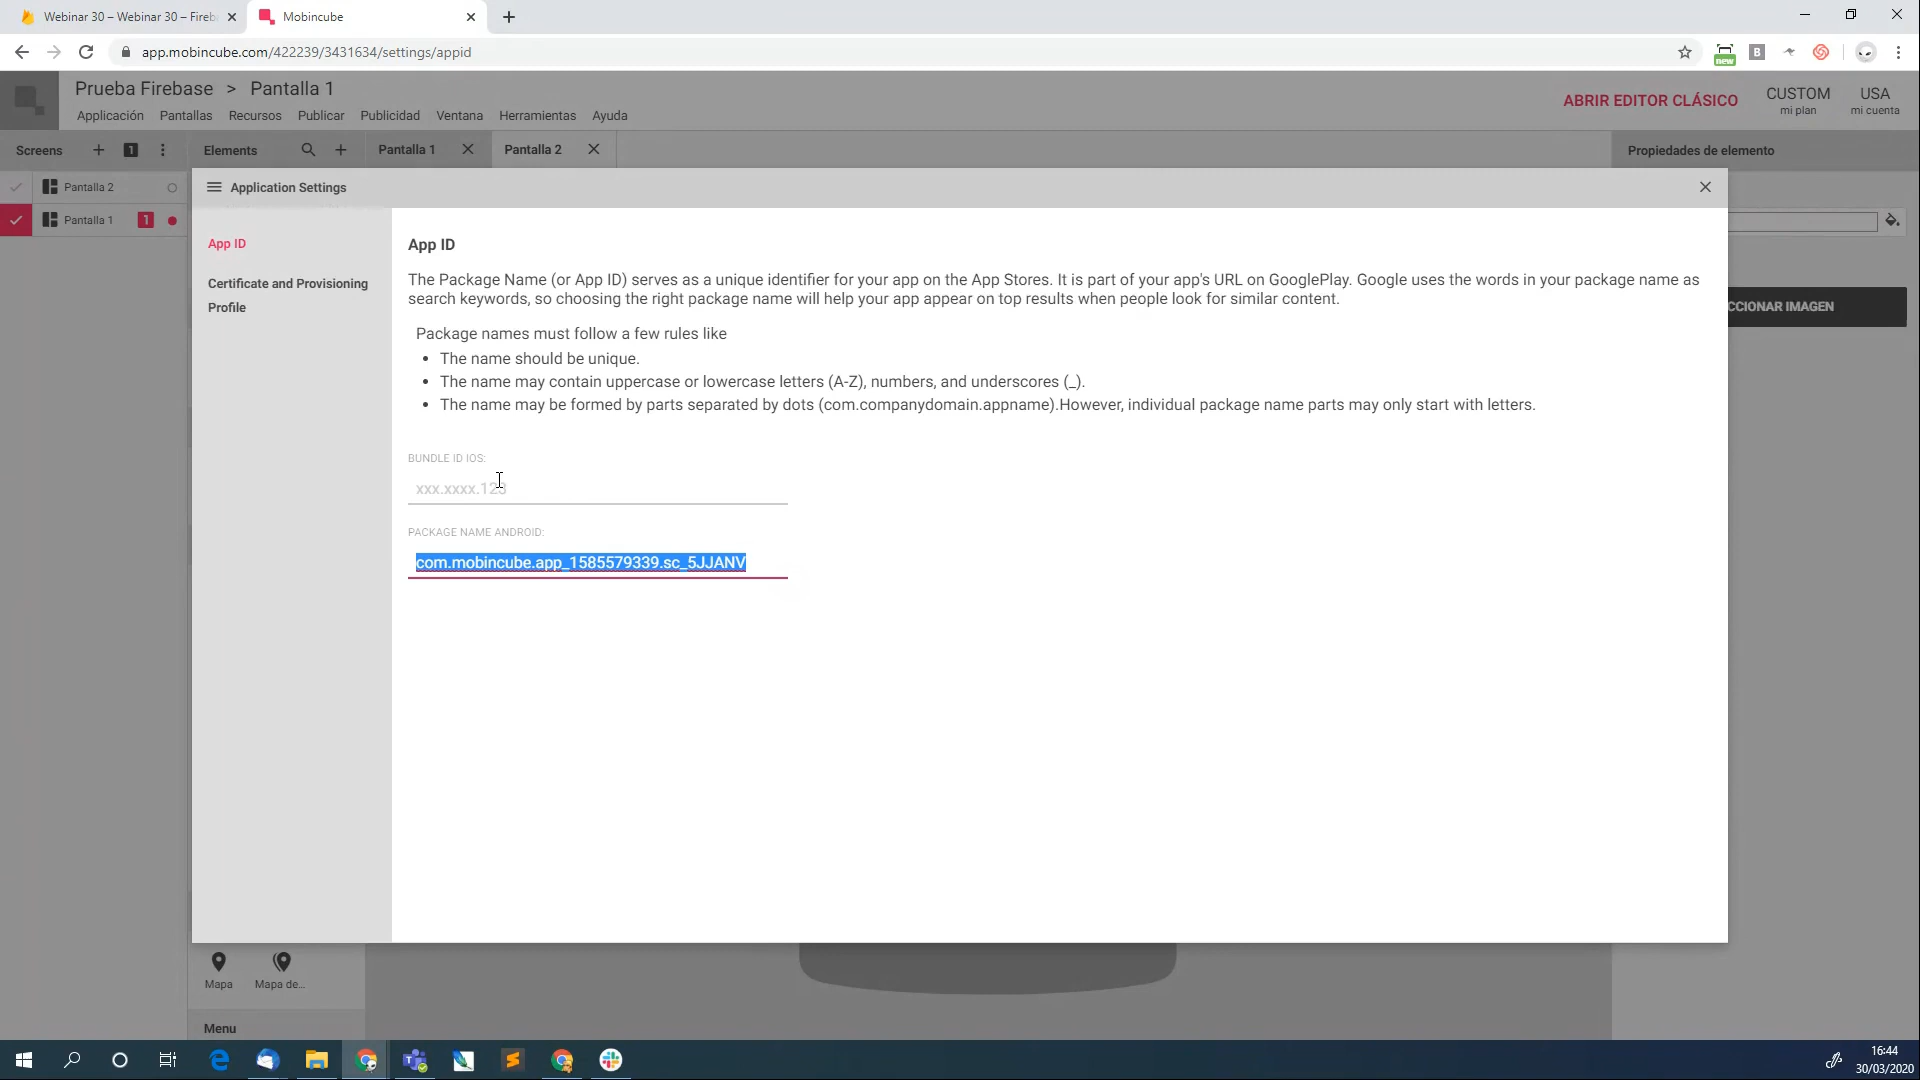 Webinar 30 – Webinar 30 – Fireb
Mobincube
app.mobincube.com/422239/3431634/settings/appid
new
B
Prueba Firebase > Pantalla 1
Aplicación Pantallas Recursos Publicar Publicidad Ventana Herramientas Ayuda
ABRIR EDITOR CLÁSICO
CUSTOM
mi plan
USA
mi cuenta
Screens
1
Elements
Pantalla 1
Pantalla 2
Propiedades de elemento
Pantalla 2
Pantalla 1
1
Application Settings
App ID
Certificate and Provisioning
Profile
App ID
The Package Name (or App ID) serves as a unique identifier for your app on the App Stores. It is part of your app's URL on GooglePlay. Google uses the words in your package name as
search keywords, so choosing the right package name will help your app appear on top results when people look for similar content.
Package names must follow a few rules like
• The name should be unique.
• The name may contain uppercase or lowercase letters (A-Z), numbers, and underscores (_).
• The name may be formed by parts separated by dots (com.companydomain.appname).However, individual package name parts may only start with letters.
BUNDLE ID IOS:
xxx.xxxx.123
PACKAGE NAME ANDROID:
com.mobincube.app_1585579339.sc_5JJANV
CCIONAR IMAGEN
Mapa
Mapa de...
Menu
16:44
30/03/2020